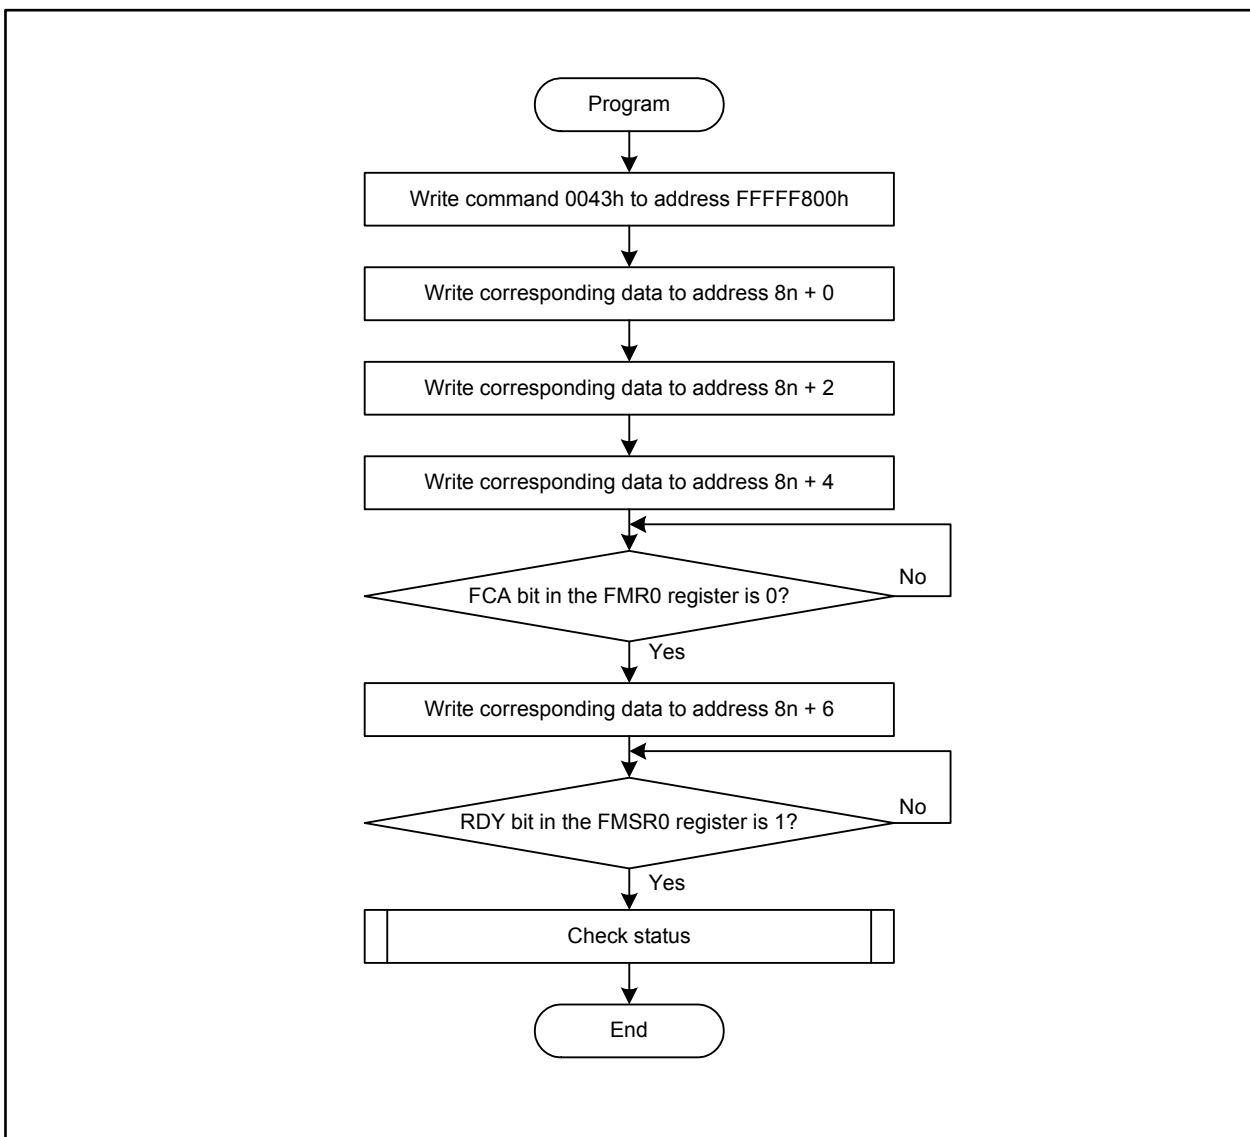 Program
Write command 0043h to address FFFFF800h
Write corresponding data to address 8n + 0
Write corresponding data to address 8n + 2
Write corresponding data to address 8n + 4
FCA bit in the FMR0 register is 0?
No
Yes
Write corresponding data to address 8n + 6
RDY bit in the FMSR0 register is 1?
No
Yes
Check status
End